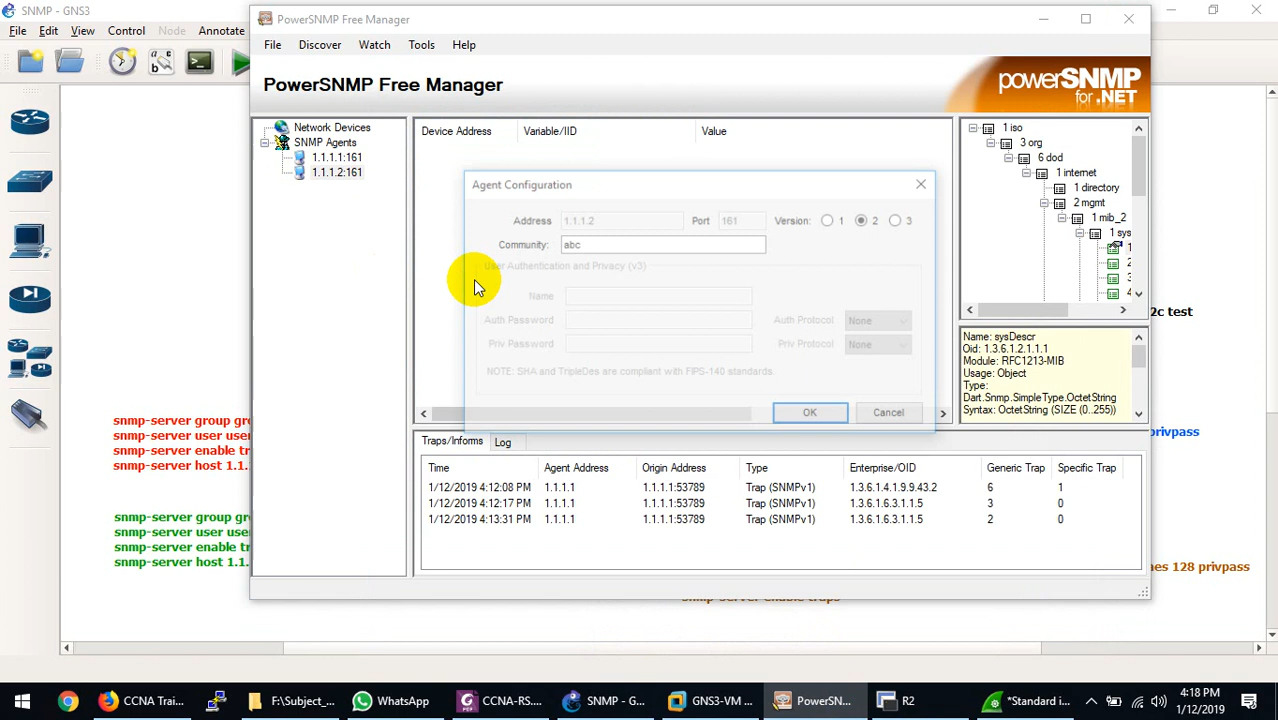 SNMP - GNS3
File Edit View Control Node Annotate
PowerSNMP Free Manager
File Discover Watch Tools Help
PowerSNMP Free Manager
powerSNMP
for .NET
Network Devices
SNMP Agents
1.1.1.1:161
1.1.1.2:161
Device Address Variable/IID Value
1 iso
3 org
6 dod
1 internet
1 directory
2 mgmt
1 mib_2
1 sys
1
2
3
4
Agent Configuration
Address 1.1.1.2 Port 161 Version: 1 2 3
Community: abc
User Authentication and Privacy (v3)
Name
Auth Password Auth Protocol None
Priv Password Priv Protocol None
NOTE: SHA and TripleDes are compliant with FIPS-140 standards.
OK Cancel
Name: sysDescr
Oid: 1.3.6.1.2.1.1.1
Module: RFC1213-MIB
Usage: Object
Type:
Dart.Snmp.SimpleType.OctetString
Syntax: OctetString (SIZE (0..255))
2c test
snmp-server group gr
snmp-server user use
snmp-server enable tr
snmp-server host 1.1.
privpass
snmp-server group gr
snmp-server user use
snmp-server enable tr
snmp-server host 1.1.
nes 128 privpass
snmp-server enable traps
Traps/Informs Log
Time Agent Address Origin Address Type Enterprise/OID Generic Trap Specific Trap
1/12/2019 4:12:08 PM 1.1.1.1 1.1.1.1:53789 Trap (SNMPv1) 1.3.6.1.4.1.9.9.43.2 6 1
1/12/2019 4:12:17 PM 1.1.1.1 1.1.1.1:53789 Trap (SNMPv1) 1.3.6.1.6.3.1.1.5 3 0
1/12/2019 4:13:31 PM 1.1.1.1 1.1.1.1:53789 Trap (SNMPv1) 1.3.6.1.6.3.1.1.5 2 0
CCNA Trai... F:\Subject_... WhatsApp CCNA-RS.... SNMP - G... GNS3-VM ... PowerSN... R2 *Standard i...
4:18 PM
1/12/2019